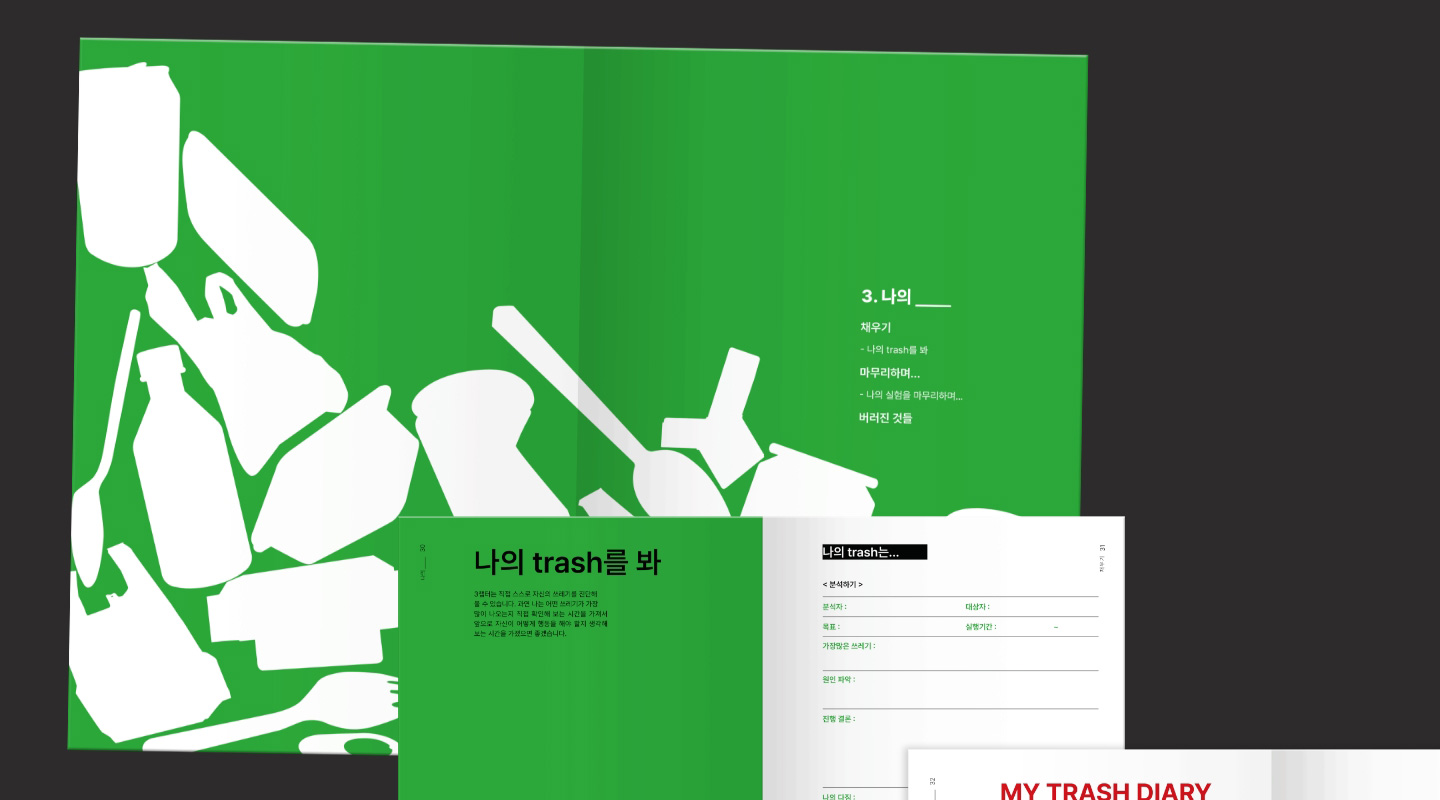 3. 나의 ____
채우기
- 나의 trash를 봐
마무리하며...
- 나의 실험을 마무리하며...
버러진 것들
나의 ____ 30
나의 trash를 봐
3챕터는 직접 스스로 자신의 쓰레기를 진단해
볼 수 있습니다. 과연 나는 어떤 쓰레기가 가장
많이 나오는지 직접 확인해 보는 시간을 가져서
앞으로 자신이 어떻게 행동을 해야 할지 생각해
보는 시간을 가졌으면 좋겠습니다.
나의 trash는...
채우기 31
< 분석하기 >
분석자 : 대상자 :
목표 : 실행기간 : ~
가장많은 쓰레기 :
원인 파악 :
진행 결론 :
나의 다짐 :
32
MY TRASH DIARY